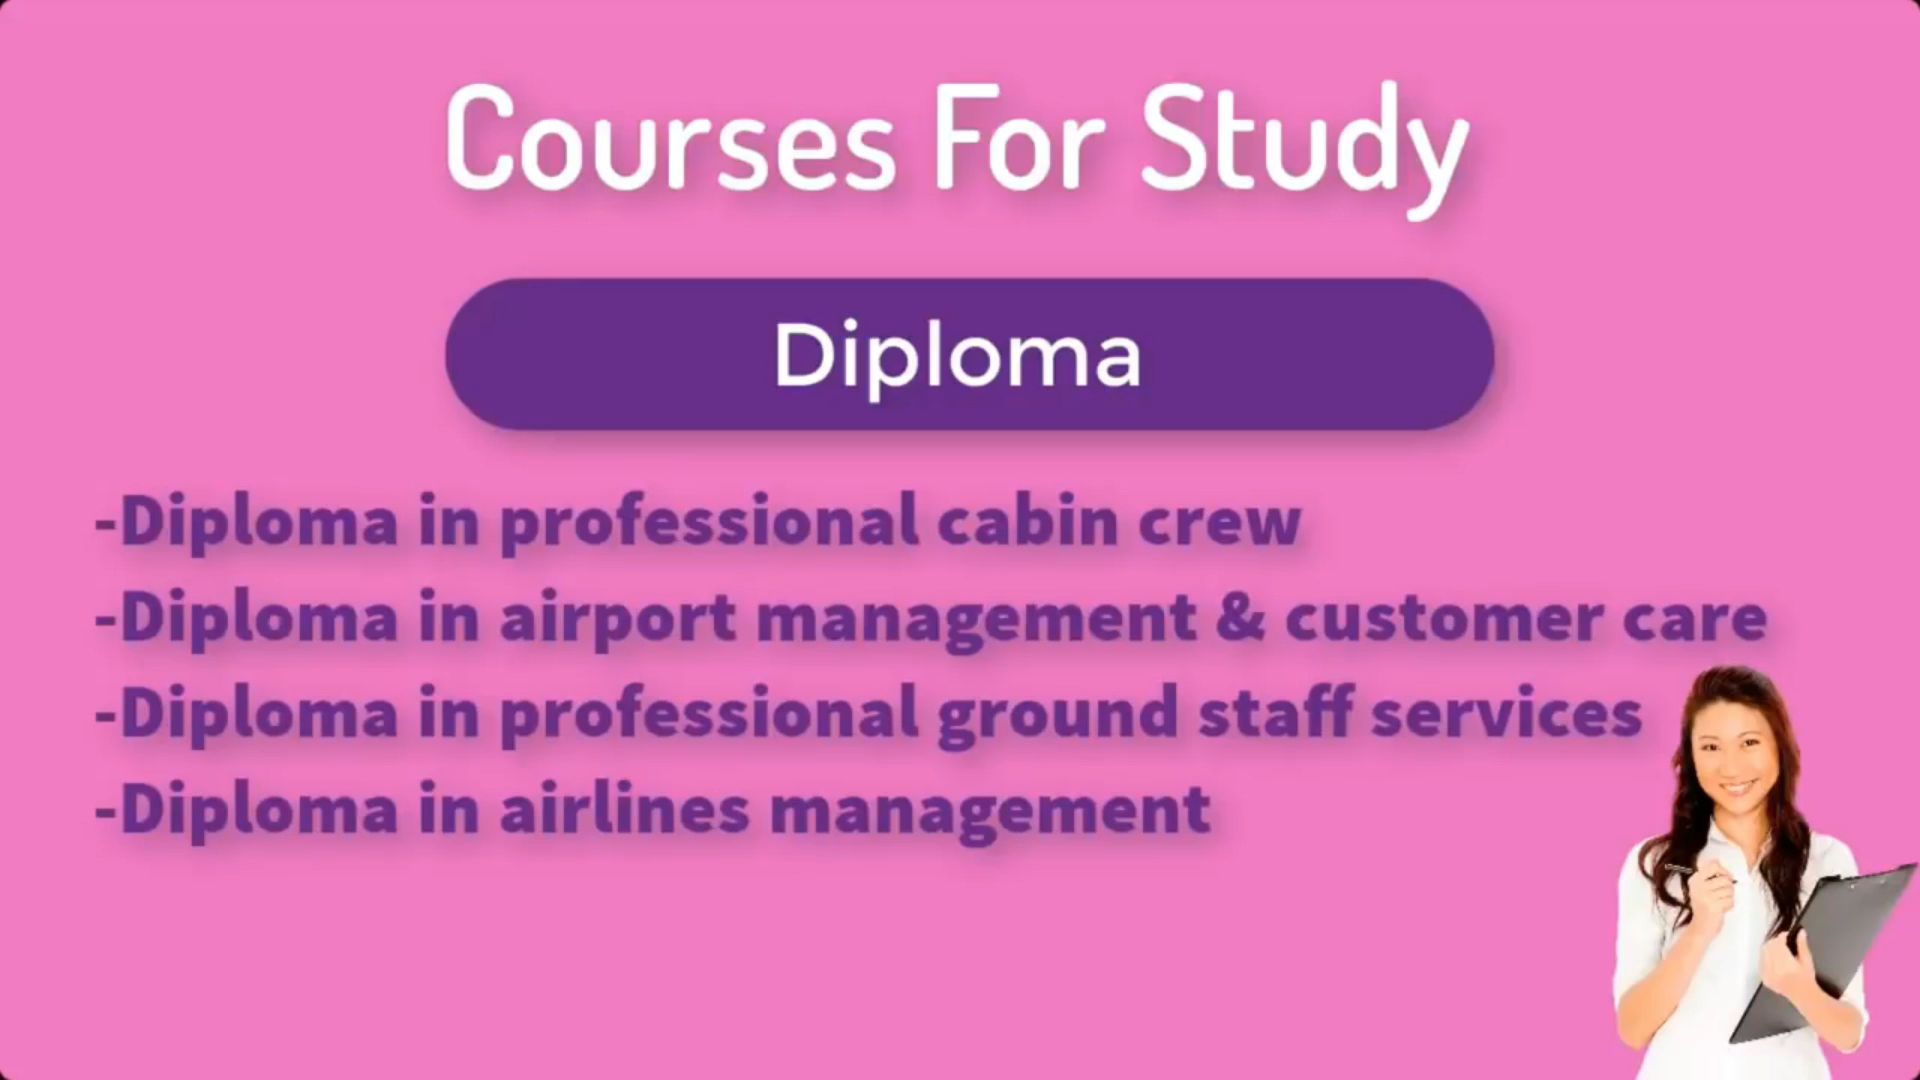 Courses For Study
Diploma
-Diploma in professional cabin crew
-Diploma in airport management & customer care
-Diploma in professional ground staff services
-Diploma in airlines management